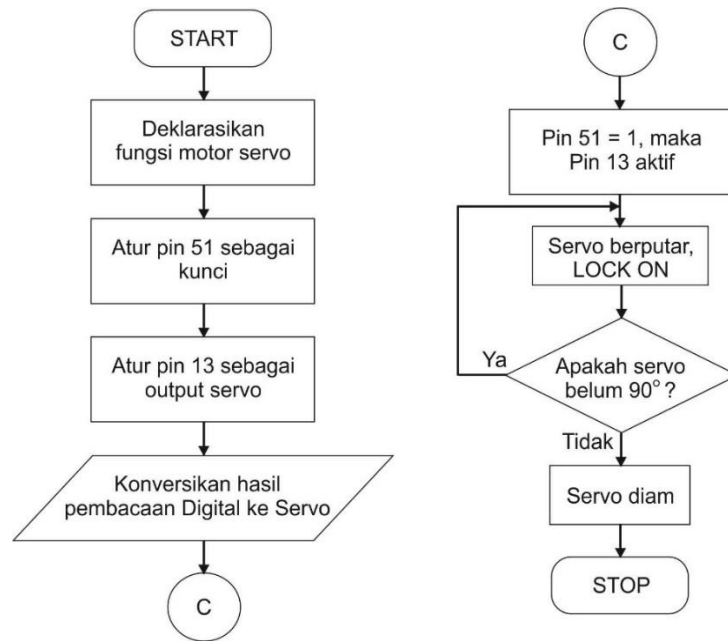 START
Deklarasikan
fungsi motor servo
Atur pin 51 sebagai
kunci
Atur pin 13 sebagai
output servo
Konversikan hasil
pembacaan Digital ke Servo
C
C
Pin 51 = 1, maka
Pin 13 aktif
Servo berputar,
LOCK ON
Ya
Apakah servo
belum 90°?
Tidak
Servo diam
STOP